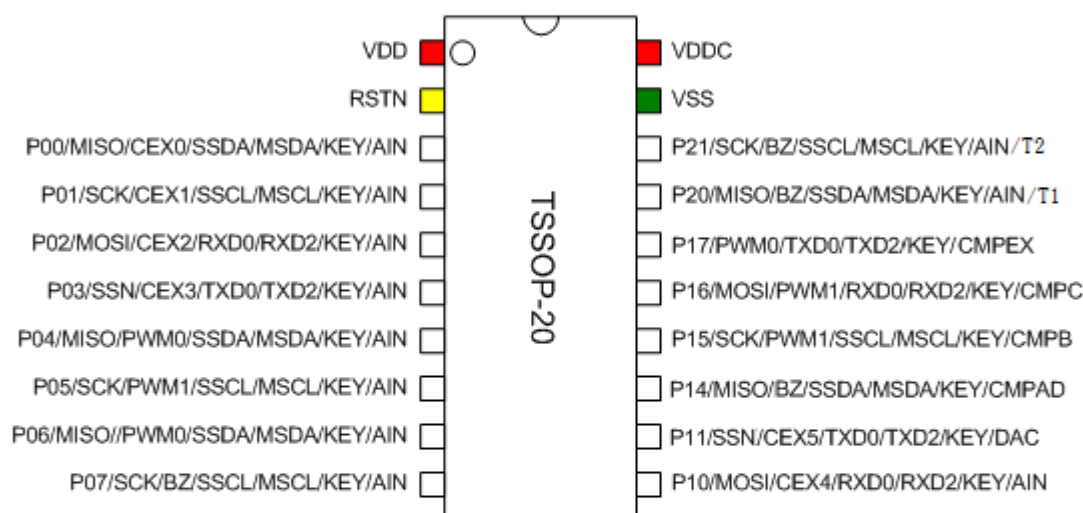 VDD
RSTN
P00/MISO/CEX0/SSDA/MSDA/KEY/AIN
P01/SCK/CEX1/SSCL/MSCL/KEY/AIN
P02/MOSI/CEX2/RXD0/RXD2/KEY/AIN
P03/SSN/CEX3/TXD0/TXD2/KEY/AIN
P04/MISO/PWM0/SSDA/MSDA/KEY/AIN
P05/SCK/PWM1/SSCL/MSCL/KEY/AIN
P06/MISO//PWM0/SSDA/MSDA/KEY/AIN
P07/SCK/BZ/SSCL/MSCL/KEY/AIN
TSSOP-20
VDDC
VSS
P21/SCK/BZ/SSCL/MSCL/KEY/AIN/T2
P20/MISO/BZ/SSDA/MSDA/KEY/AIN/T1
P17/PWM0/TXD0/TXD2/KEY/CMPEX
P16/MOSI/PWM1/RXD0/RXD2/KEY/CMPC
P15/SCK/PWM1/SSCL/MSCL/KEY/CMPB
P14/MISO/BZ/SSDA/MSDA/KEY/CMPAD
P11/SSN/CEX5/TXD0/TXD2/KEY/DAC
P10/MOSI/CEX4/RXD0/RXD2/KEY/AIN